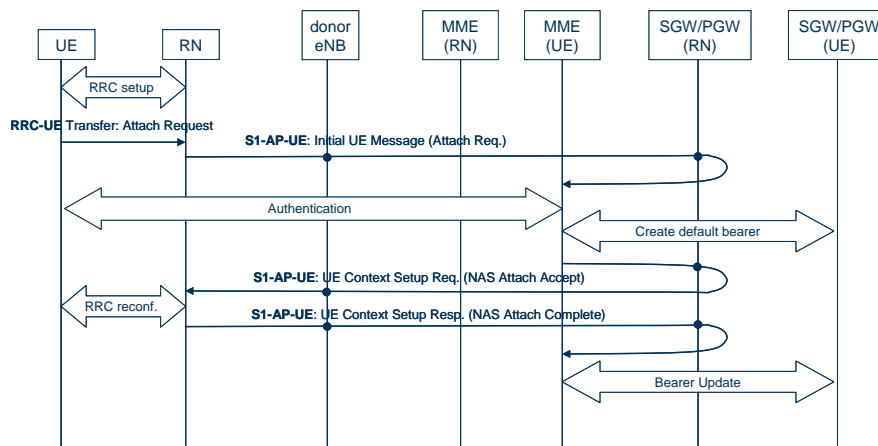 UE
RN
donor
eNB
MME
(RN)
MME
(UE)
SGW/PGW
(RN)
SGW/PGW
(UE)
RRC setup
RRC-UE Transfer: Attach Request
S1-AP-UE: Initial UE Message (Attach Req.)
Authentication
Create default bearer
S1-AP-UE: UE Context Setup Req. (NAS Attach Accept)
RRC reconf.
S1-AP-UE: UE Context Setup Resp. (NAS Attach Complete)
Bearer Update